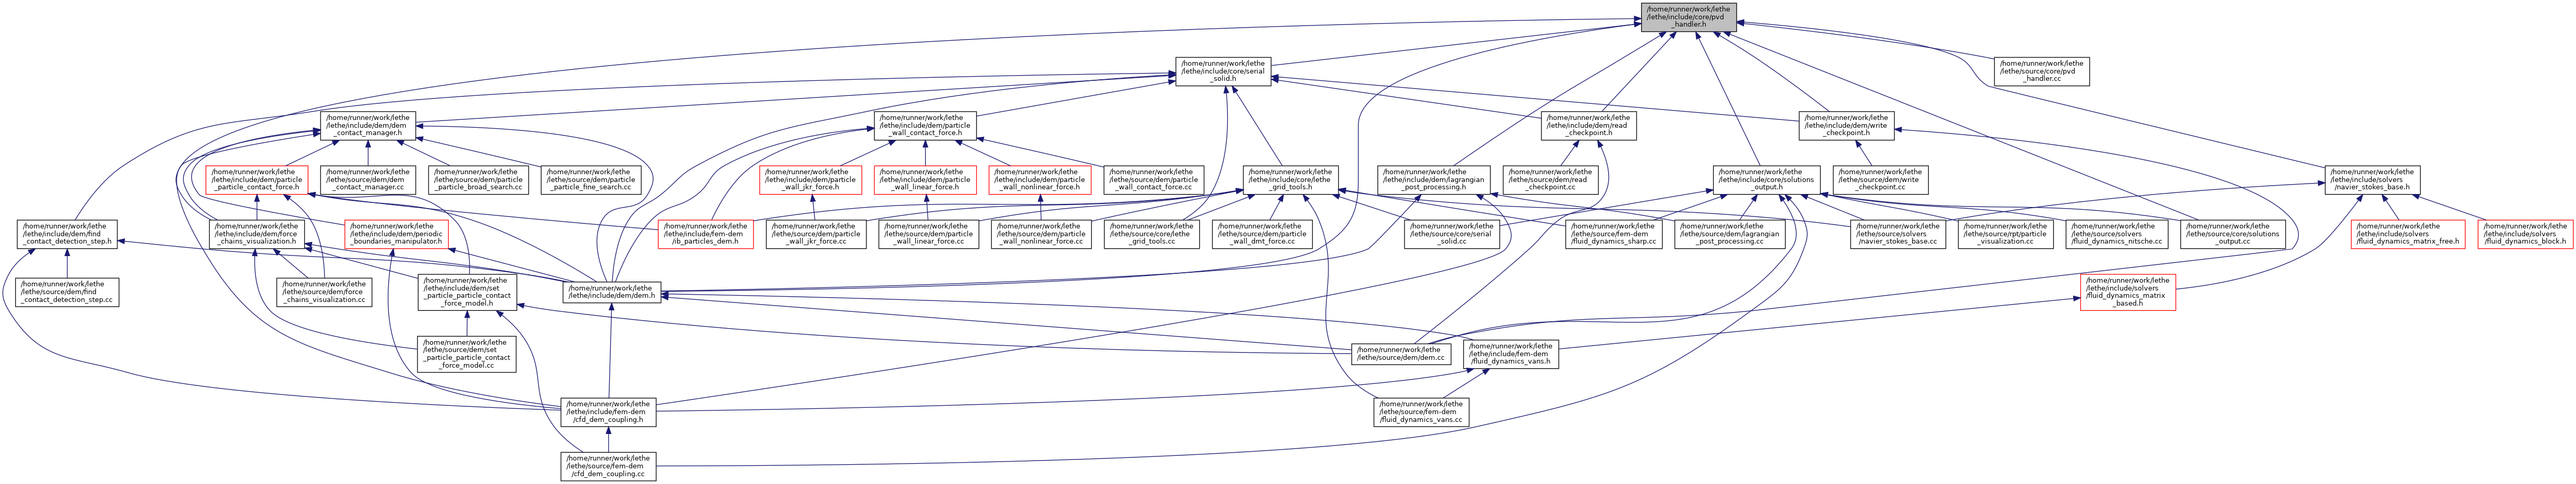 /home/runner/work/lethe
/lethe/include/core/pvd
_handler.h
/home/runner/work/lethe
/lethe/include/core/serial
_solid.h
/home/runner/work/lethe
/lethe/source/core/pvd
_handler.cc
/home/runner/work/lethe
/lethe/include/dem/dem
_contact_manager.h
/home/runner/work/lethe
/lethe/include/dem/particle
_wall_contact_force.h
/home/runner/work/lethe
/lethe/include/dem/read
_checkpoint.h
/home/runner/work/lethe
/lethe/include/dem/write
_checkpoint.h
/home/runner/work/lethe
/lethe/include/dem/particle
_particle_contact_force.h
/home/runner/work/lethe
/lethe/source/dem/dem
_contact_manager.cc
/home/runner/work/lethe
/lethe/source/dem/particle
_particle_broad_search.cc
/home/runner/work/lethe
/lethe/source/dem/particle
_particle_fine_search.cc
/home/runner/work/lethe
/lethe/include/dem/particle
_wall_jkr_force.h
/home/runner/work/lethe
/lethe/include/dem/particle
_wall_linear_force.h
/home/runner/work/lethe
/lethe/include/dem/particle
_wall_nonlinear_force.h
/home/runner/work/lethe
/lethe/source/dem/particle
_wall_contact_force.cc
/home/runner/work/lethe
/lethe/include/core/lethe
_grid_tools.h
/home/runner/work/lethe
/lethe/include/dem/lagrangian
_post_processing.h
/home/runner/work/lethe
/lethe/source/dem/read
_checkpoint.cc
/home/runner/work/lethe
/lethe/include/core/solutions
_output.h
/home/runner/work/lethe
/lethe/source/dem/write
_checkpoint.cc
/home/runner/work/lethe
/lethe/include/solvers
/navier_stokes_base.h
/home/runner/work/lethe
/lethe/include/dem/find
_contact_detection_step.h
/home/runner/work/lethe
/lethe/include/dem/force
_chains_visualization.h
/home/runner/work/lethe
/lethe/include/dem/periodic
_boundaries_manipulator.h
/home/runner/work/lethe
/lethe/include/fem-dem
/ib_particles_dem.h
/home/runner/work/lethe
/lethe/source/dem/particle
_wall_jkr_force.cc
/home/runner/work/lethe
/lethe/source/dem/particle
_wall_linear_force.cc
/home/runner/work/lethe
/lethe/source/dem/particle
_wall_nonlinear_force.cc
/home/runner/work/lethe
/lethe/source/core/lethe
_grid_tools.cc
/home/runner/work/lethe
/lethe/source/dem/particle
_wall_dmt_force.cc
/home/runner/work/lethe
/lethe/source/core/serial
_solid.cc
/home/runner/work/lethe
/lethe/source/fem-dem
/fluid_dynamics_sharp.cc
/home/runner/work/lethe
/lethe/source/dem/lagrangian
_post_processing.cc
/home/runner/work/lethe
/lethe/source/solvers
/navier_stokes_base.cc
/home/runner/work/lethe
/lethe/source/rpt/particle
_visualization.cc
/home/runner/work/lethe
/lethe/source/solvers
/fluid_dynamics_nitsche.cc
/home/runner/work/lethe
/lethe/source/core/solutions
_output.cc
/home/runner/work/lethe
/lethe/include/solvers
/fluid_dynamics_matrix_free.h
/home/runner/work/lethe
/lethe/include/solvers
/fluid_dynamics_block.h
/home/runner/work/lethe
/lethe/source/dem/find
_contact_detection_step.cc
/home/runner/work/lethe
/lethe/source/dem/force
_chains_visualization.cc
/home/runner/work/lethe
/lethe/include/dem/set
_particle_particle_contact
_force_model.h
/home/runner/work/lethe
/lethe/include/dem/dem.h
/home/runner/work/lethe
/lethe/include/solvers
/fluid_dynamics_matrix
_based.h
/home/runner/work/lethe
/lethe/source/dem/set
_particle_particle_contact
_force_model.cc
/home/runner/work/lethe
/lethe/source/dem/dem.cc
/home/runner/work/lethe
/lethe/include/fem-dem
/fluid_dynamics_vans.h
/home/runner/work/lethe
/lethe/include/fem-dem
/cfd_dem_coupling.h
/home/runner/work/lethe
/lethe/source/fem-dem
/fluid_dynamics_vans.cc
/home/runner/work/lethe
/lethe/source/fem-dem
/cfd_dem_coupling.cc